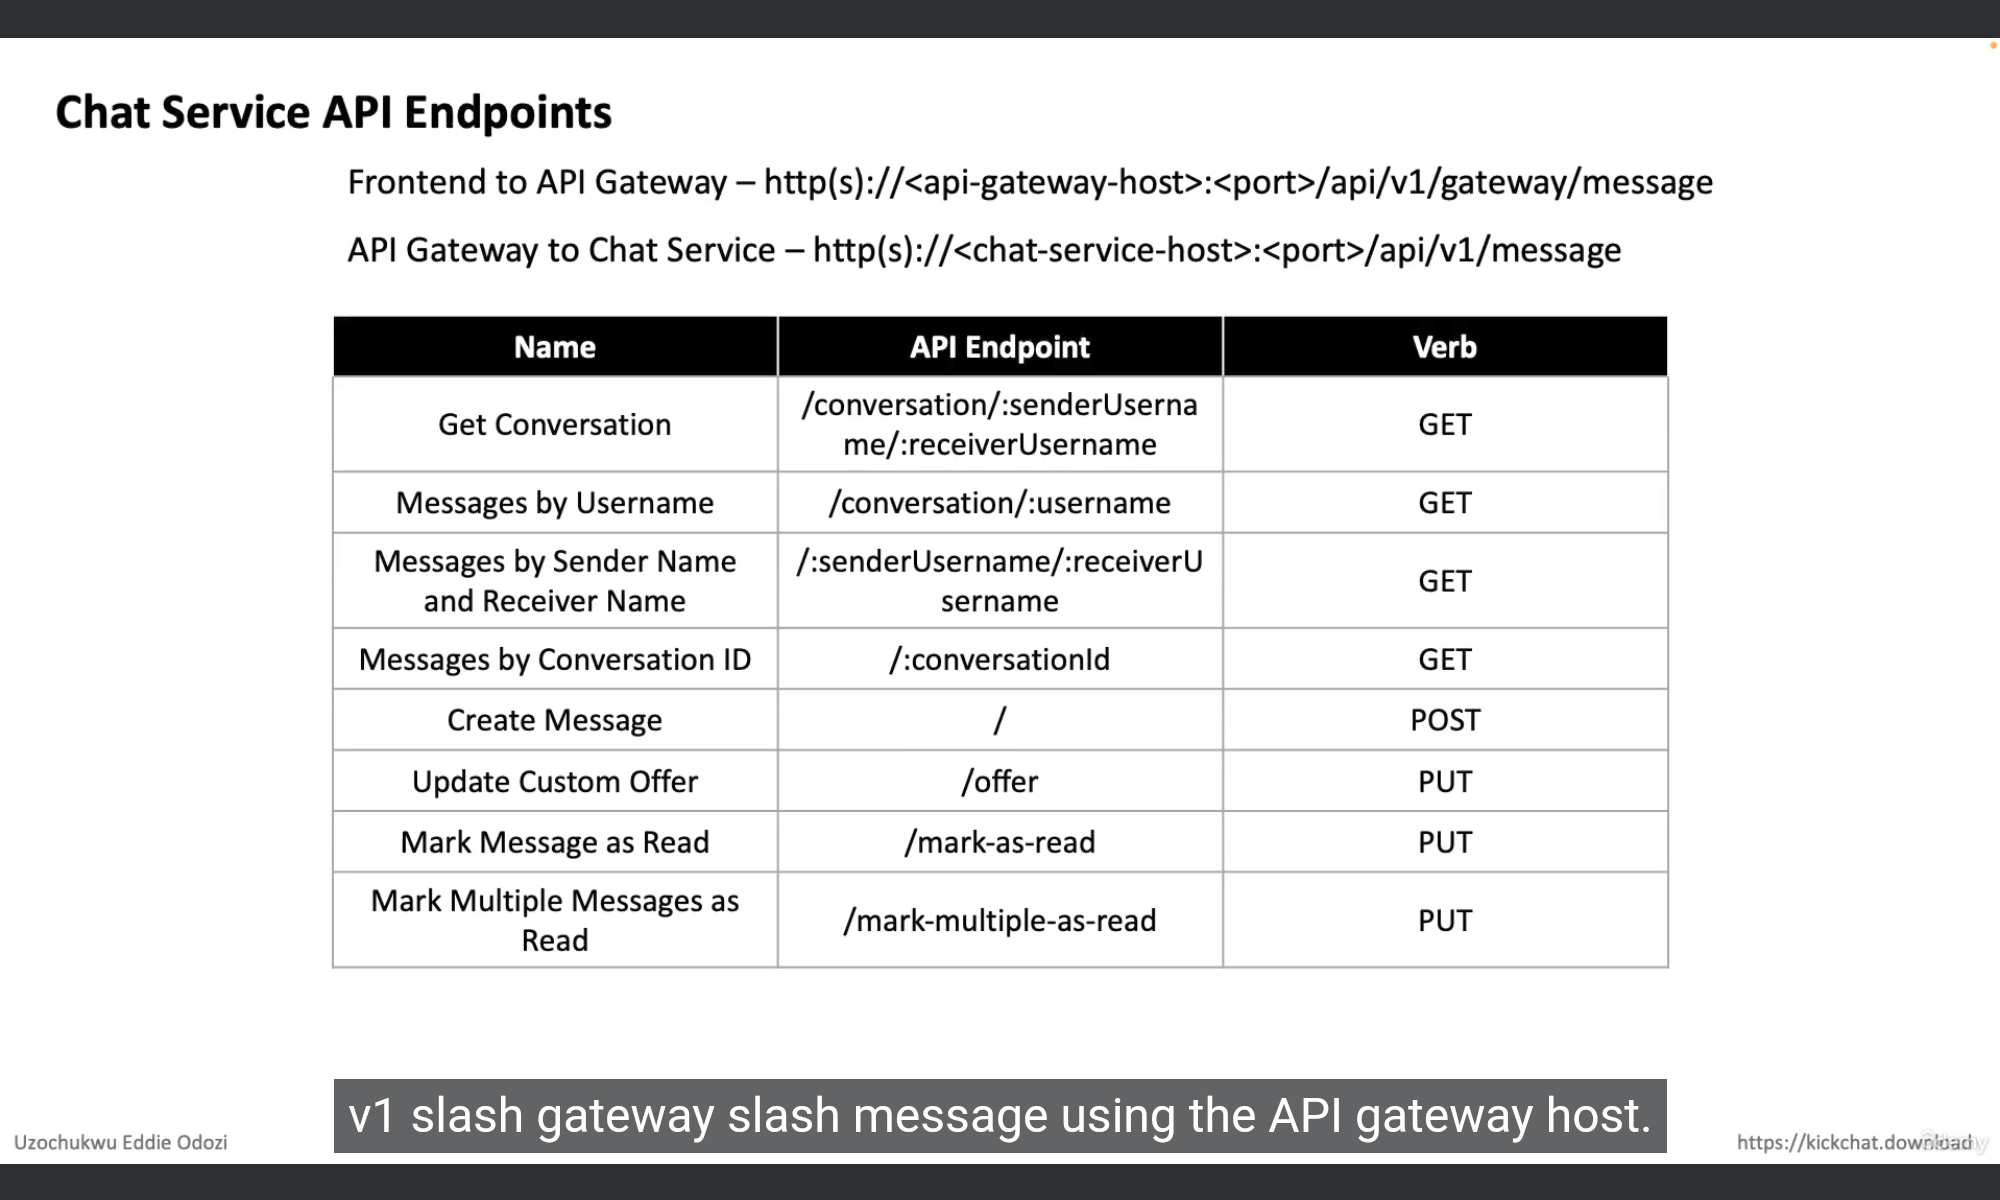 Chat Service API Endpoints
Frontend to API Gateway – http(s)://<api-gateway-host>:<port>/api/v1/gateway/message
API Gateway to Chat Service – http(s)://<chat-service-host>:<port>/api/v1/message
Name API Endpoint Verb
Get Conversation /conversation/:senderUserna
me/:receiverUsername GET
Messages by Username /conversation/:username GET
Messages by Sender Name
and Receiver Name /:senderUsername/:receiverU
sername GET
Messages by Conversation ID /:conversationId GET
Create Message / POST
Update Custom Offer /offer PUT
Mark Message as Read /mark-as-read PUT
Mark Multiple Messages as
Read /mark-multiple-as-read PUT
v1 slash gateway slash message using the API gateway host.
Uzochukwu Eddie Odozi
https://kickchat.download